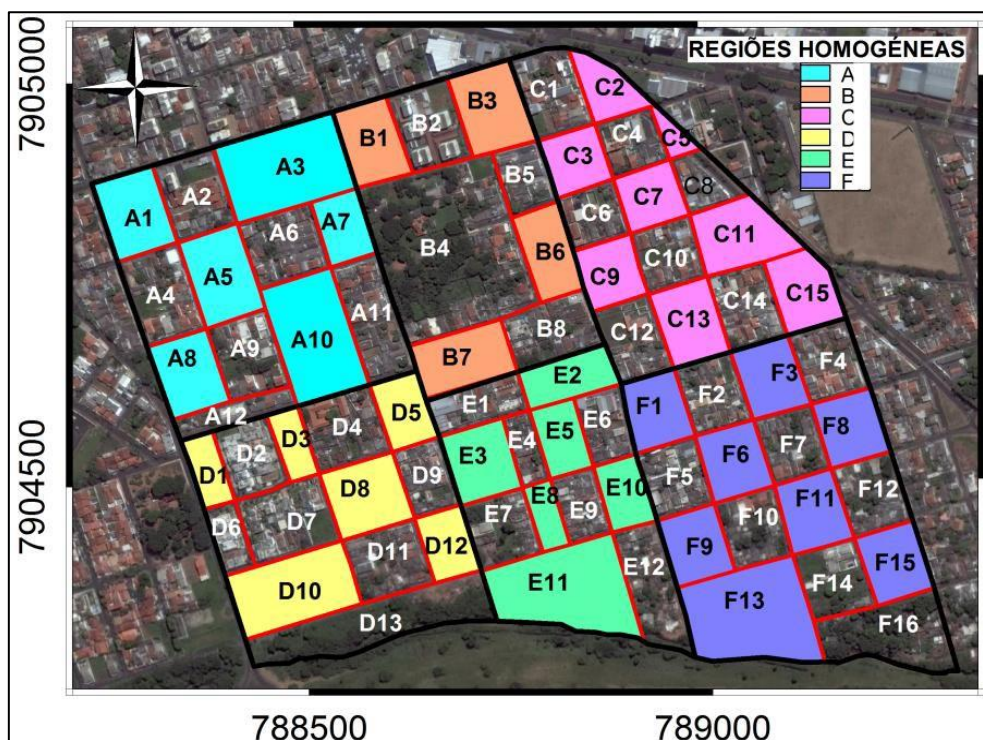 REGIÕES HOMOGÉNEAS
A
B
C
D
E
F
7905000
7904500
788500
789000
A1
A2
A3
A4
A5
A6
A7
A8
A9
A10
A11
A12
B1
B2
B3
B4
B5
B6
B7
B8
C1
C2
C3
C4
C5
C6
C7
C8
C9
C10
C11
C12
C13
C14
C15
D1
D2
D3
D4
D5
D6
D7
D8
D9
D10
D11
D12
D13
E1
E2
E3
E4
E5
E6
E7
E8
E9
E10
E11
E12
F1
F2
F3
F4
F5
F6
F7
F8
F9
F10
F11
F12
F13
F14
F15
F16